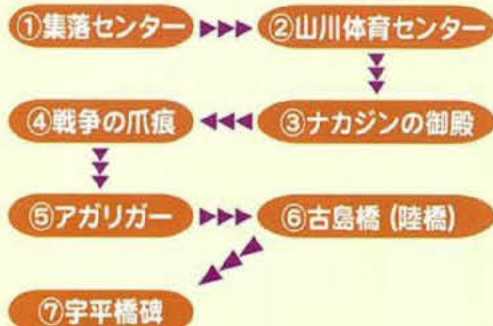 ①集落センター
②山川体育センター
③ナカジンの御殿
④戦争の爪痕
⑤アガリガー
⑥古島橋 (陸橋)
⑦宇平橋碑